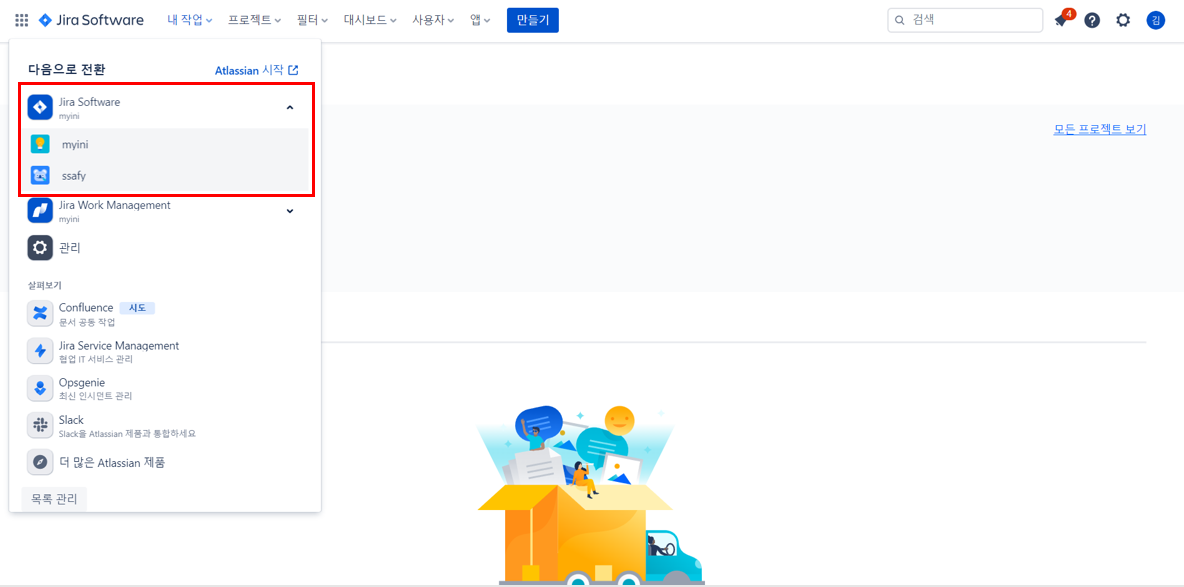 Jira Software 내 작업 프로젝트 필터 대시보드 사용자 앱 만들기 검색 4 김
다음으로 전환 Atlassian 시작
Jira Software
myini
myini
ssafy
Jira Work Management
myini
관리
살펴보기
Confluence 시도
문서 공동 작업
Jira Service Management
협업 IT 서비스 관리
Opsgenie
최신 인시던트 관리
Slack
Slack을 Atlassian 제품과 통합하세요
더 많은 Atlassian 제품
목록 관리
모든 프로젝트 보기